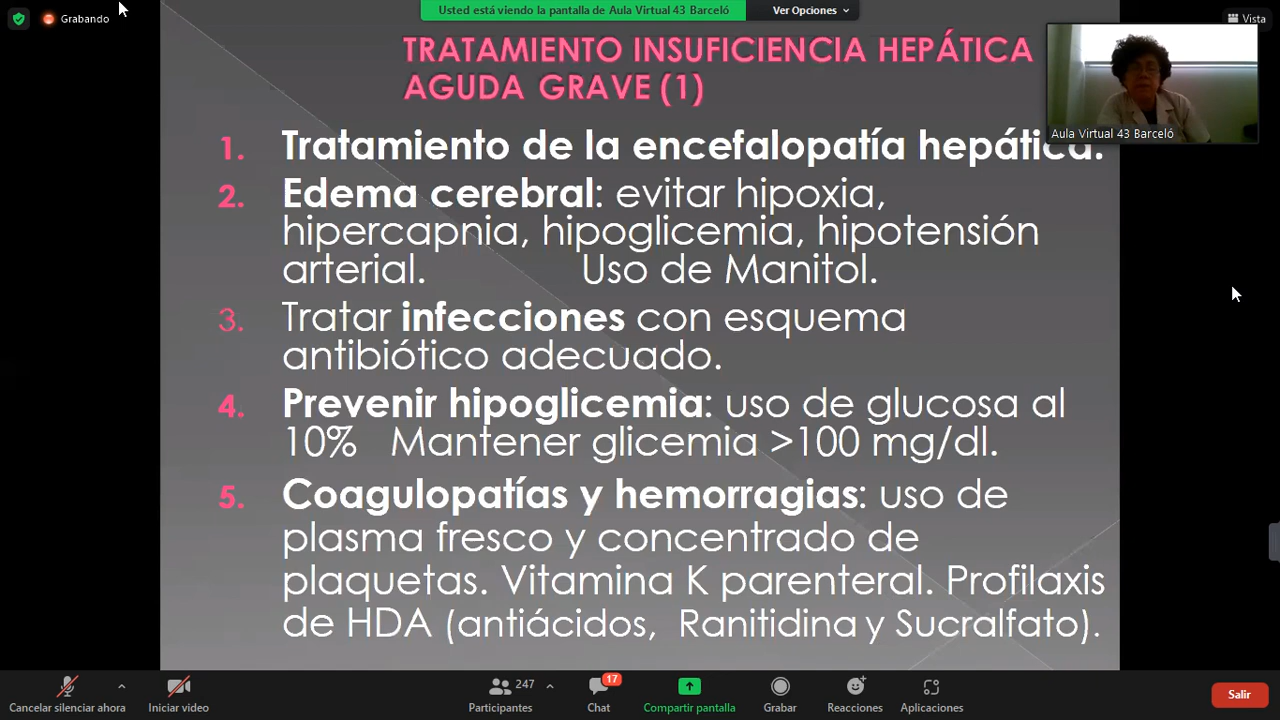 Grabando
Usted está viendo la pantalla de Aula Virtual 43 Barceló
Ver Opciones
Vista
TRATAMIENTO INSUFICIENCIA HEPÁTICA
AGUDA GRAVE (1)
Aula Virtual 43 Barceló
1. Tratamiento de la encefalopatía hepática.
2. Edema cerebral: evitar hipoxia,
hipercapnia, hipoglicemia, hipotensión
arterial. Uso de Manitol.
3. Tratar infecciones con esquema
antibiótico adecuado.
4. Prevenir hipoglicemia: uso de glucosa al
10% Mantener glicemia >100 mg/dl.
5. Coagulopatías y hemorragias: uso de
plasma fresco y concentrado de
plaquetas. Vitamina K parenteral. Profilaxis
de HDA (antiácidos, Ranitidina y Sucralfato).
247
17
Cancelar silenciar ahora
Iniciar video
Participantes
Chat
Compartir pantalla
Grabar
Reacciones
Aplicaciones
Salir